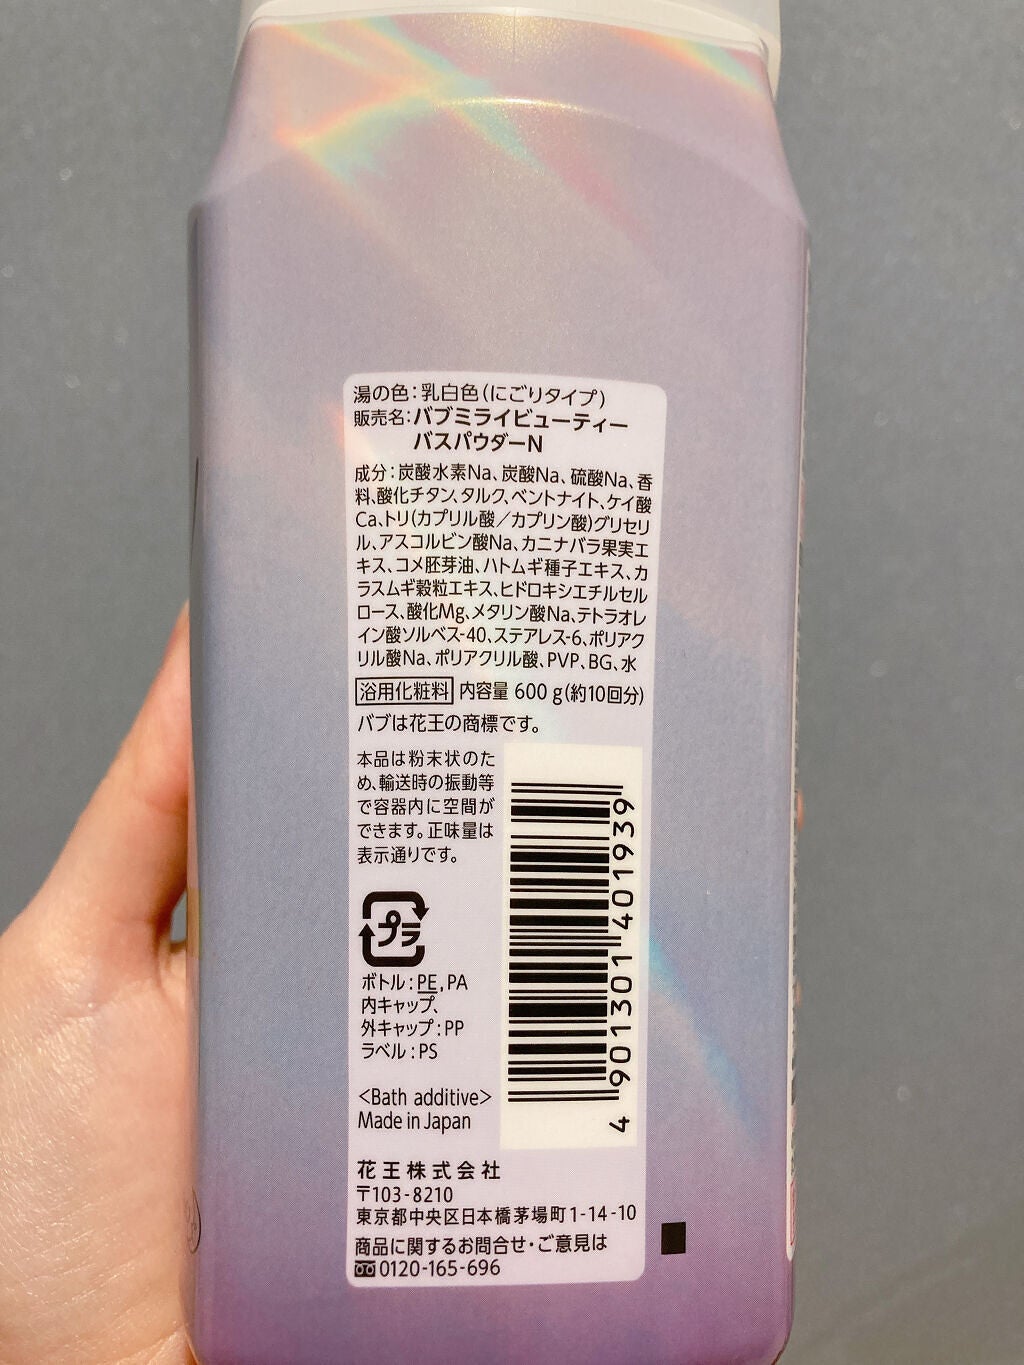 湯の色：乳白色（にごりタイプ）
販売名：バブミライビューティー
バスパウダーN
成分：炭酸水素Na、炭酸Na、硫酸Na、香
料、酸化チタン、タルク、ベントナイト、ケイ酸
Ca、トリ(カプリル酸／カプリン酸)グリセリ
ル、アスコルビン酸Na、カニナバラ果実エ
キス、コメ胚芽油、ハトムギ種子エキス、カ
ラスムギ穀粒エキス、ヒドロキシエチルセル
ロース、酸化Mg、メタリン酸Na、テトラオレ
イン酸ソルベス-40、ステアレス-6、ポリアク
リル酸Na、ポリアクリル酸、PVP、BG、水
浴用化粧料 内容量 600 g(約10回分)
バブは花王の商標です。
本品は粉末状のた
め、輸送時の振動等
で容器内に空間が
できます。正味量は
表示通りです。
プラ
ボトル：PE,PA
内キャップ、
外キャップ：PP
ラベル：PS
<Bath additive>
Made in Japan
4 901301 401939
花王株式会社
〒103-8210
東京都中央区日本橋茅場町1-14-10
商品に関するお問合せ・ご意見は
0120-165-696